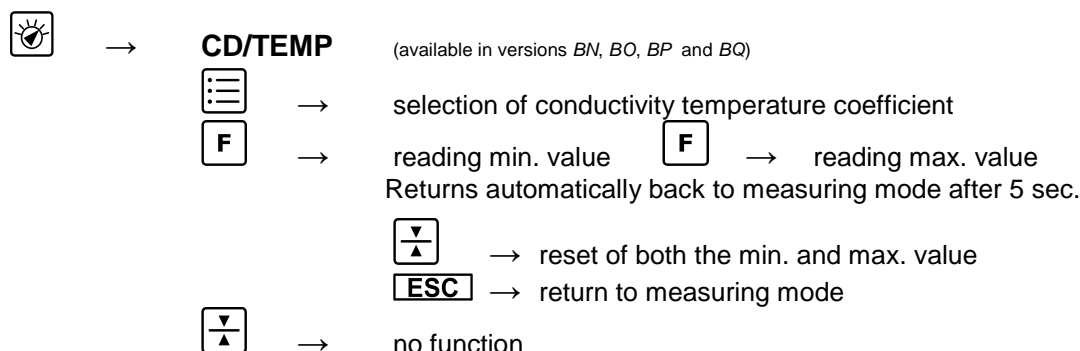 → CD/TEMP (available in versions BN, BO, BP and BQ)
→ selection of conductivity temperature coefficient
F → reading min. value F → reading max. value
Returns automatically back to measuring mode after 5 sec.
→ reset of both the min. and max. value
ESC → return to measuring mode
→ no function